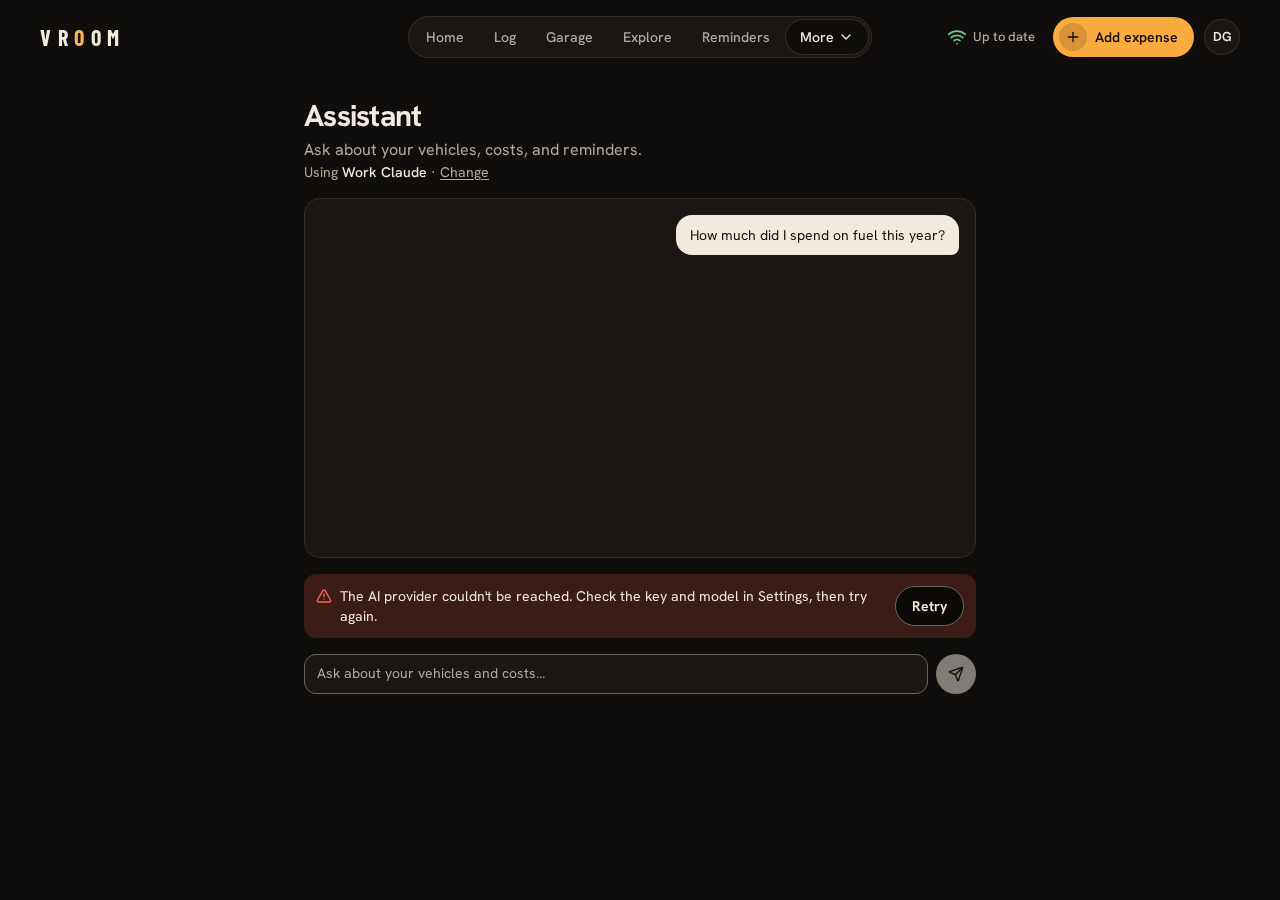 VROOM
Home
Log
Garage
Explore
Reminders
More
Up to date
Add expense
DG
Assistant
Ask about your vehicles, costs, and reminders.
Using Work Claude · Change
How much did I spend on fuel this year?
The AI provider couldn't be reached. Check the key and model in Settings, then try
again.
Retry
Ask about your vehicles and costs...